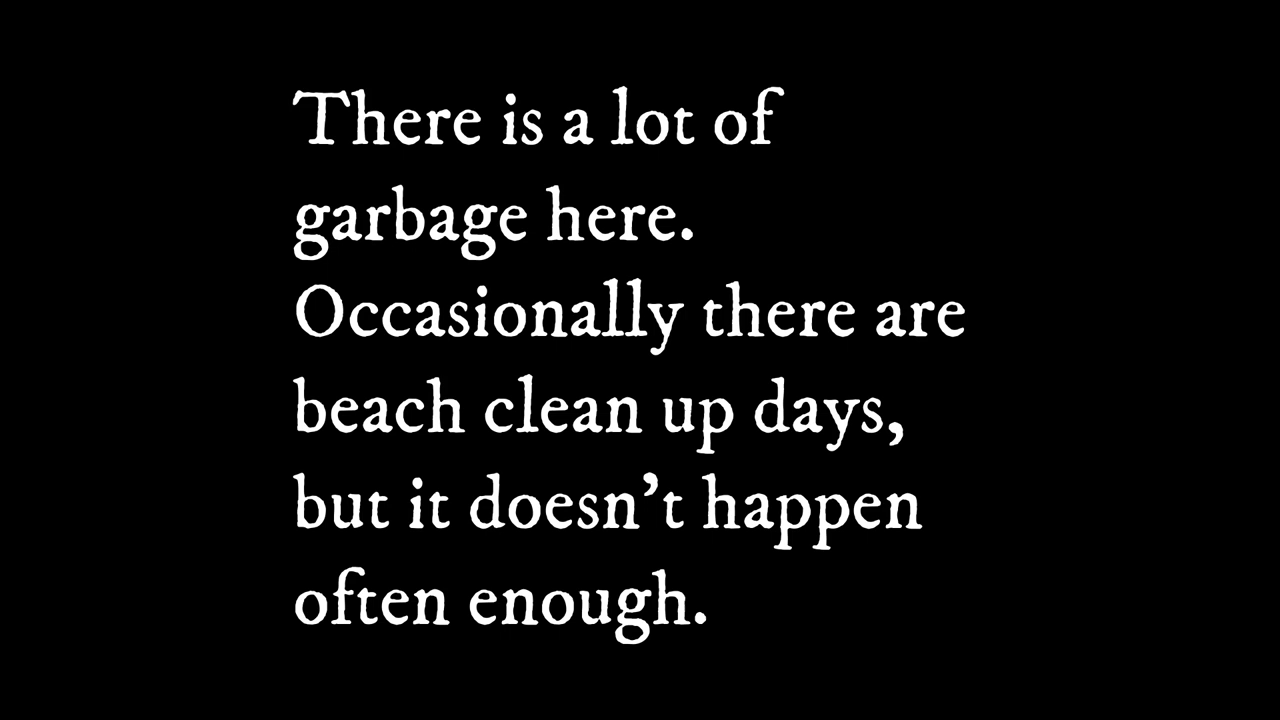 There is a lot of
garbage here.
Occasionally there are
beach clean up days,
but it doesn’t happen
often enough.